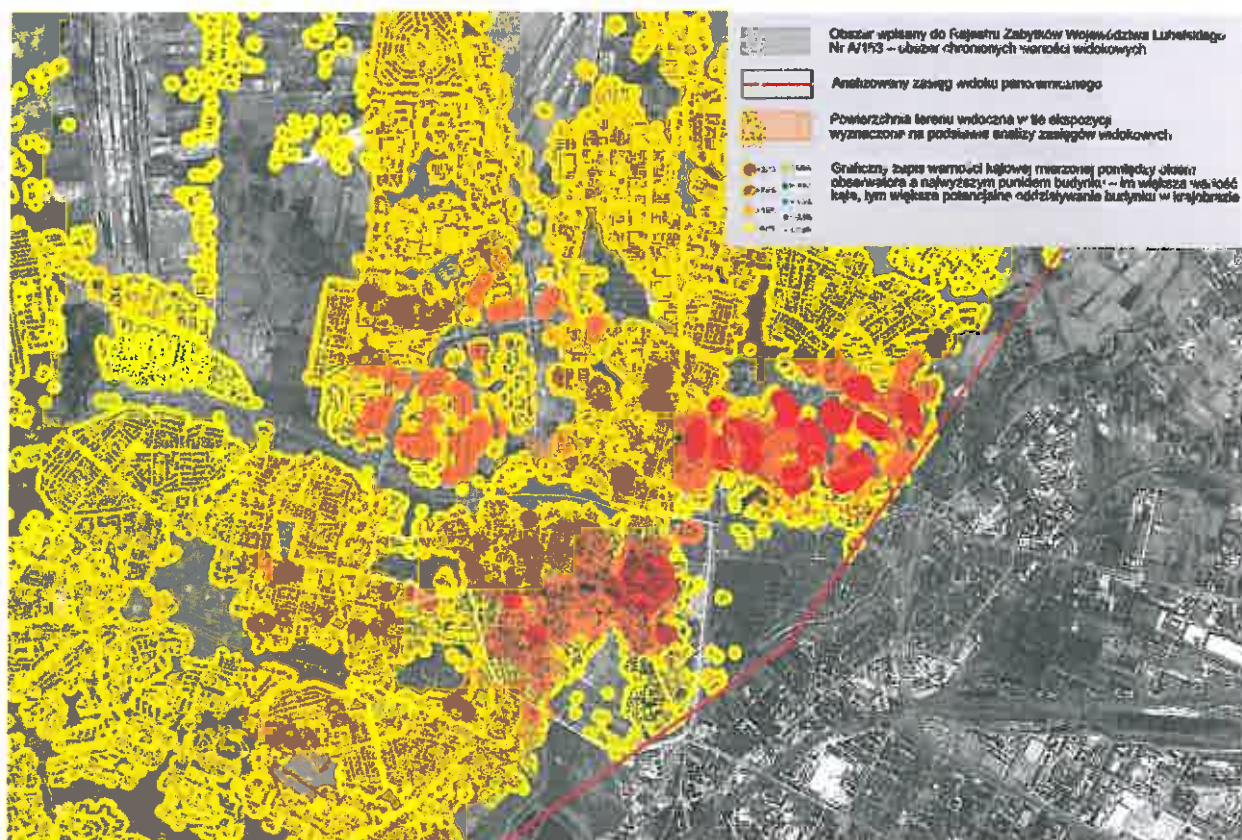 Obszar wpisany do Rejestru Zabytków Województwa Lubelskiego
Nr A/153 – obszar chronionych wartości widokowych
Analizowany zasięg widoku panoramicznego
Powierzchnia terenu widoczna w tle ekspozycji
wyznaczone na podstawie analizy zasięgów widokowych
Graficzny zapis wartości kątowej mierzonej pomiędzy okiem
obserwatora a najwyższym punktem budynku – im większa wartość
kąta, tym większa potencjalne oddziaływanie budynku w krajobrazie